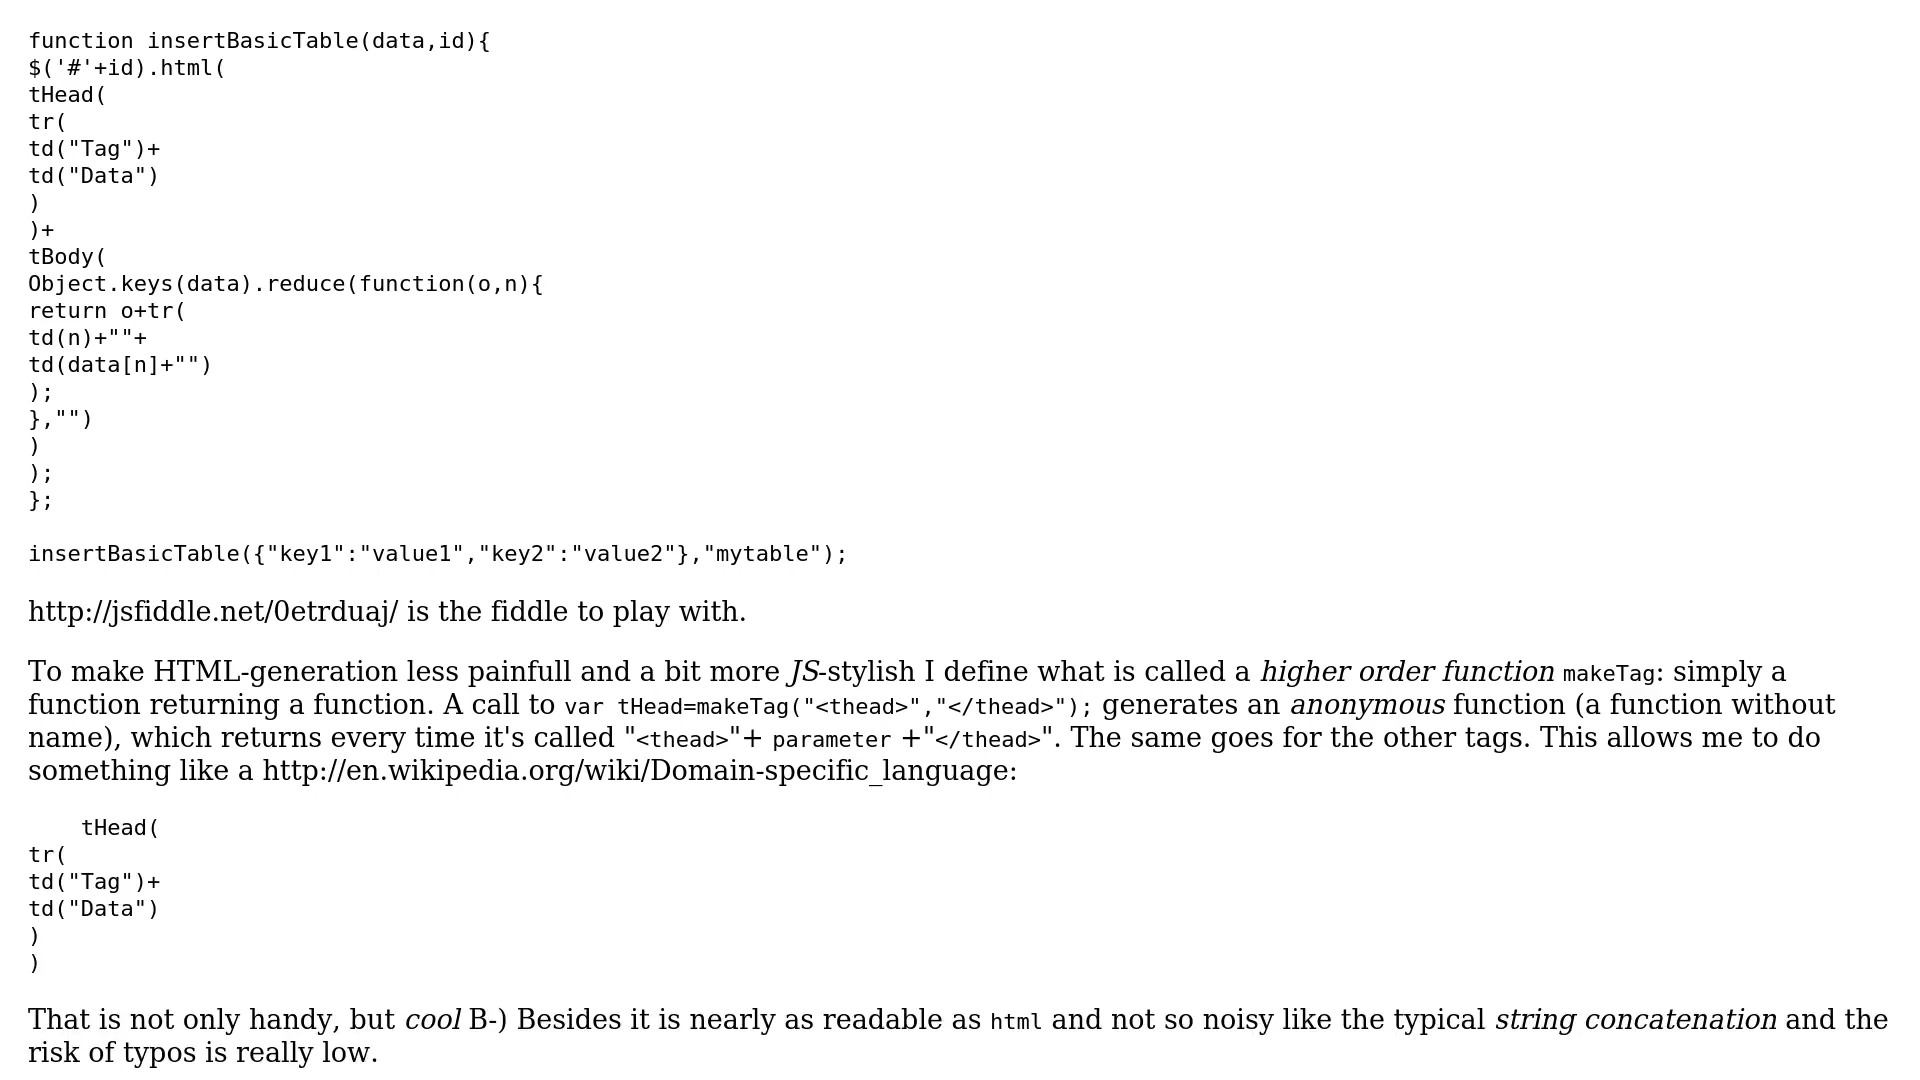 function insertBasicTable(data,id){
$('#'+id).html(
tHead(
tr(
td("Tag")+
td("Data")
)
)+
tBody(
Object.keys(data).reduce(function(o,n){
return o+tr(
td(n)+""+
td(data[n]+"")
);
},"")
)
);
};

insertBasicTable({"key1":"value1","key2":"value2"},"mytable");

http://jsfiddle.net/0etrduaj/ is the fiddle to play with.

To make HTML-generation less painfull and a bit more JS-stylish I define what is called a higher order function makeTag: simply a
function returning a function. A call to var tHead=makeTag("<thead>","</thead>"); generates an anonymous function (a function without
name), which returns every time it's called "<thead>"+ parameter +"</thead>". The same goes for the other tags. This allows me to do
something like a http://en.wikipedia.org/wiki/Domain-specific_language:

    tHead(
tr(
td("Tag")+
td("Data")
)
)

That is not only handy, but cool B-) Besides it is nearly as readable as html and not so noisy like the typical string concatenation and the
risk of typos is really low.